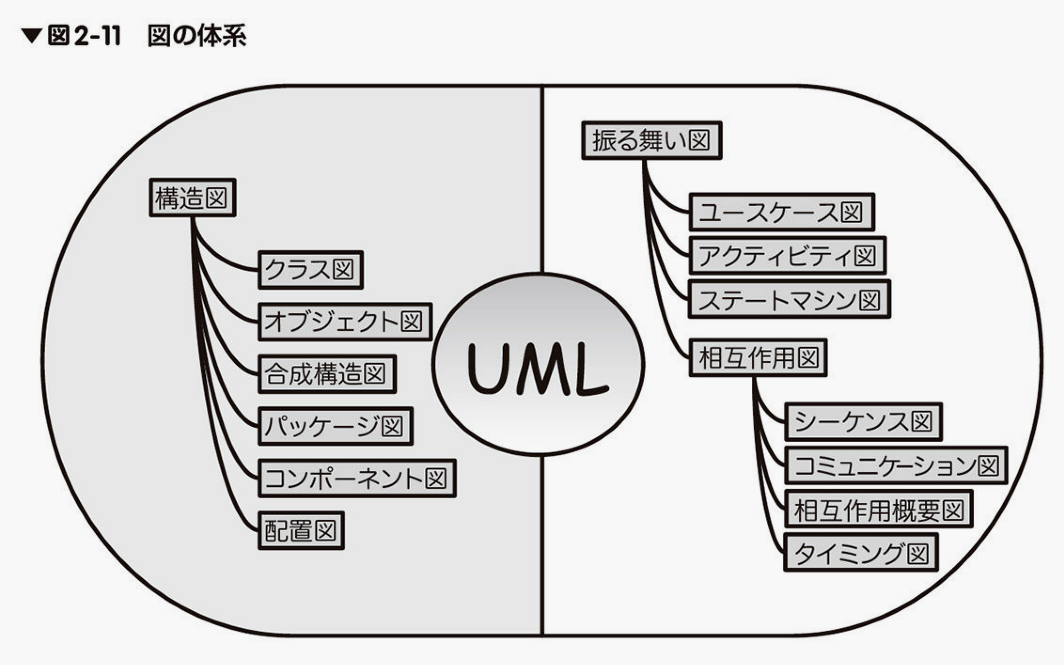 ▼図2-11　図の体系
構造図
クラス図
オブジェクト図
合成構造図
パッケージ図
コンポーネント図
配置図
UML
振る舞い図
ユースケース図
アクティビティ図
ステートマシン図
相互作用図
シーケンス図
コミュニケーション図
相互作用概要図
タイミング図